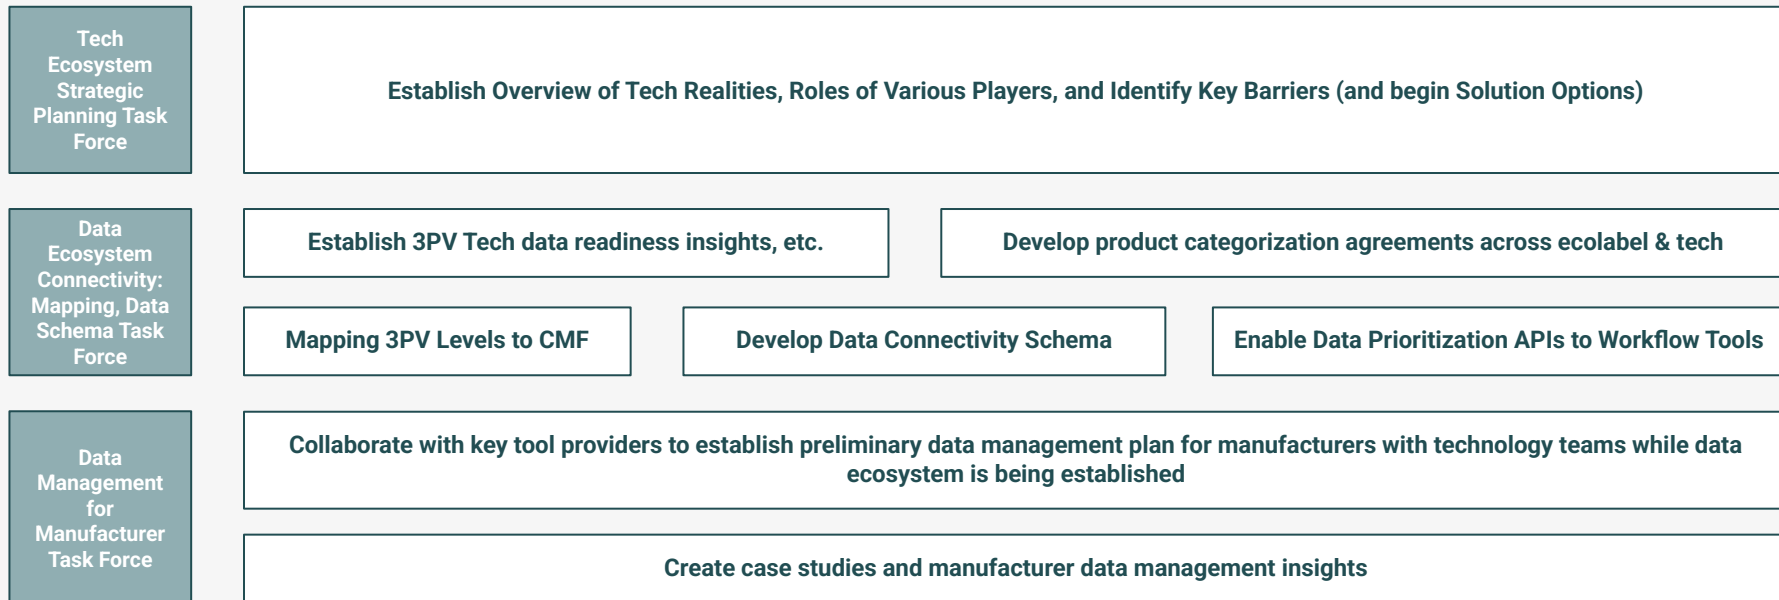 Tech
Ecosystem
Strategic
Planning Task
Force
Establish Overview of Tech Realities, Roles of Various Players, and Identify Key Barriers (and begin Solution Options)
Data
Ecosystem
Connectivity:
Mapping, Data
Schema Task
Force
Establish 3PV Tech data readiness insights, etc.
Develop product categorization agreements across ecolabel & tech
Mapping 3PV Levels to CMF
Develop Data Connectivity Schema
Enable Data Prioritization APIs to Workflow Tools
Data
Management
for
Manufacturer
Task Force
Collaborate with key tool providers to establish preliminary data management plan for manufacturers with technology teams while data
ecosystem is being established
Create case studies and manufacturer data management insights